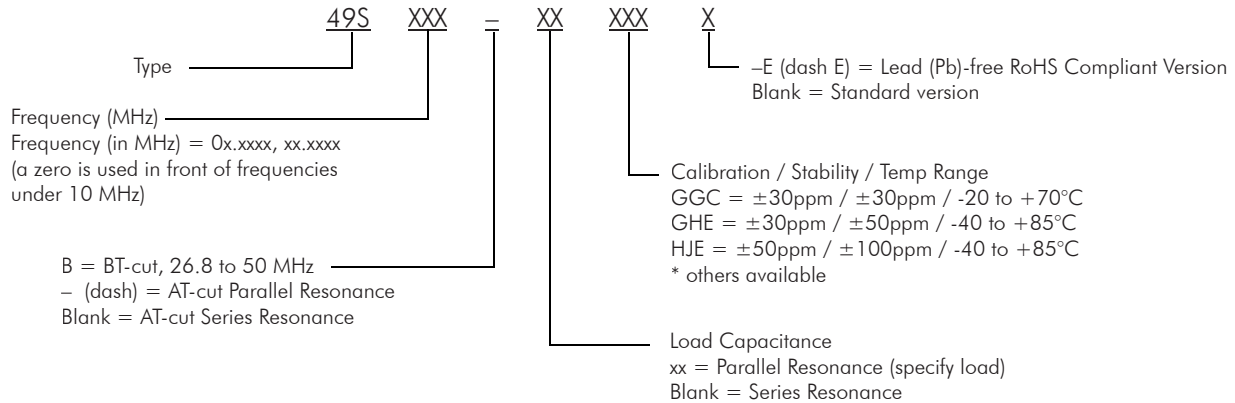 49S XXX – XX XXX X
Type
–E (dash E) = Lead (Pb)-free RoHS Compliant Version
Blank = Standard version
Frequency (MHz)
Frequency (in MHz) = 0x.xxxx, xx.xxxx
(a zero is used in front of frequencies
under 10 MHz)
Calibration / Stability / Temp Range
GGC = ±30ppm / ±30ppm / -20 to +70°C
GHE = ±30ppm / ±50ppm / -40 to +85°C
HJE = ±50ppm / ±100ppm / -40 to +85°C
* others available
B = BT-cut, 26.8 to 50 MHz
– (dash) = AT-cut Parallel Resonance
Blank = AT-cut Series Resonance
Load Capacitance
xx = Parallel Resonance (specify load)
Blank = Series Resonance